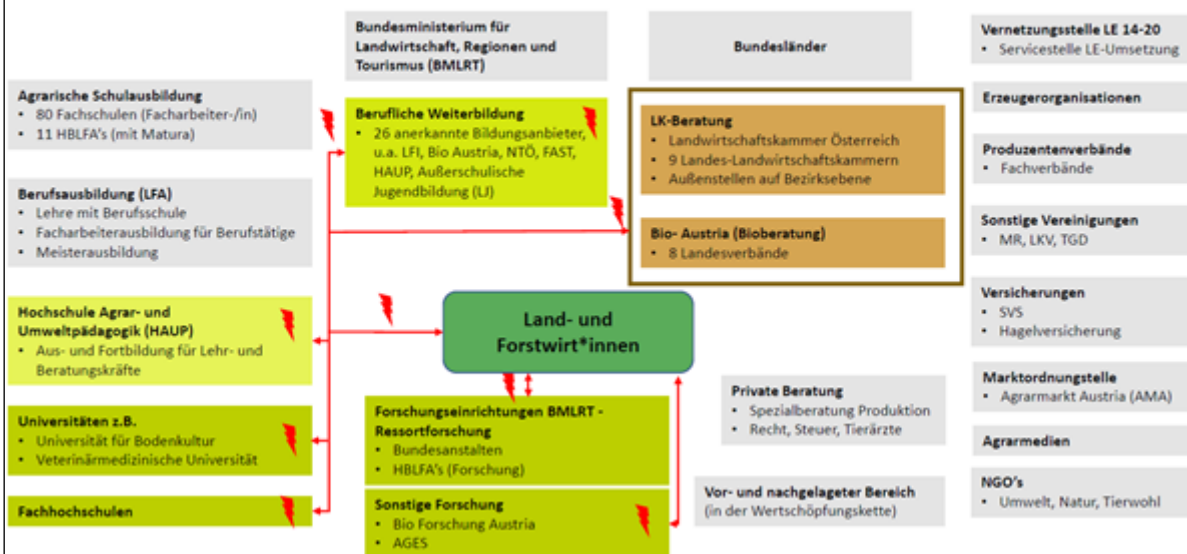 Bundesministerium für
Landwirtschaft, Regionen und
Tourismus (BMLRT)
Bundesländer
Vernetzungsstelle LE 14-20
• Servicestelle LE-Umsetzung
Agrarische Schulausbildung
• 80 Fachschulen (Facharbeiter-/in)
• 11 HBLFA's (mit Matura)
Berufliche Weiterbildung
• 26 anerkannte Bildungsanbieter,
u.a. LFI, Bio Austria, NTÖ, FAST,
HAUP, Außerschulische
Jugendbildung (LJ)
LK-Beratung
• Landwirtschaftskammer Österreich
• 9 Landes-Landwirtschaftskammern
• Außenstellen auf Bezirksebene
Erzeugerorganisationen
Produzentenverbände
• Fachverbände
Berufsausbildung (LFA)
• Lehre mit Berufsschule
• Facharbeiterausbildung für Berufstätige
• Meisterausbildung
Bio- Austria (Bioberatung)
• 8 Landesverbände
Sonstige Vereinigungen
• MR, LKV, TGD
Hochschule Agrar- und
Umweltpädagogik (HAUP)
• Aus- und Fortbildung für Lehr- und
Beratungskräfte
Land- und
Forstwirt*innen
Versicherungen
• SVS
• Hagelversicherung
Universitäten z.B.
• Universität für Bodenkultur
• Veterinärmedizinische Universität
Forschungseinrichtungen BMLRT -
Ressortforschung
• Bundesanstalten
• HBLFA's (Forschung)
Private Beratung
• Spezialberatung Produktion
• Recht, Steuer, Tierärzte
Marktordnungstelle
• Agrarmarkt Austria (AMA)
Agrarmedien
Fachhochschulen
Sonstige Forschung
• Bio Forschung Austria
• AGES
Vor- und nachgelageter Bereich
(in der Wertschöpfungskette)
NGO's
• Umwelt, Natur, Tierwohl